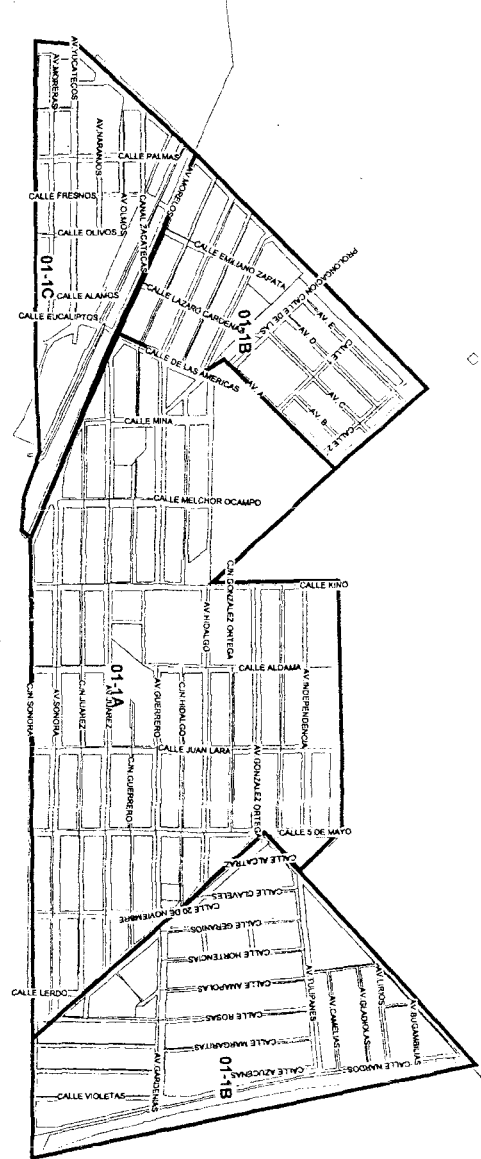 AV.YUCATECOS
AV.MORERAS
AV.NARANJOS
CALLE PALMAS
AV.MORELOS
CALLE FRESNOS
AV.OLMOS
CANAL ZACATECAS
CALLE OLIVOS
CALLE EMILIANO ZAPATA
PROLONGACION CALLE DE LAS
01-1C
CALLE ALAMOS
CALLE LAZARO CARDENAS
01-1B
AV. E
CALLE
CALLE EUCALIPTOS
AV. D
CALLE DE LAS AMERICAS
AV. A
AV. C
AV. B
CALLE 2
CALLE MINA
CALLE MELCHOR OCAMPO
C/N GONZALEZ ORTEGA
CALLE KINO
AV.HIDALGO
CALLE ALDAMA
01-1A
C/N SONORA
AV.SONORA
C/N JUAREZ
AV.JUAREZ
AV GUERRERO
C/N HIDALGO
AV.INDEPENDENCIA
CALLE JUAN LARA
C/N GUERRERO
AV GONZALEZ ORTEGA
CALLE 5 DE MAYO
CALLE ALCATRAZ
CALLE CLAVELES
CALLE 20 DE NOVIEMBRE
CALLE GERANIOS
CALLE HORTENCIAS
CALLE LERDO
CALLE AMAPOLAS
AV TULIPANES
AV.LIRIOS
CALLE ROSAS
AV.CAMELIAS
AV.GLADIOLAS
AV BUGAMBILIAS
CALLE MARGARITAS
AV.GARDENIAS
01-1B
CALLE AZUCENAS
CALLE NARDOS
CALLE VIOLETAS